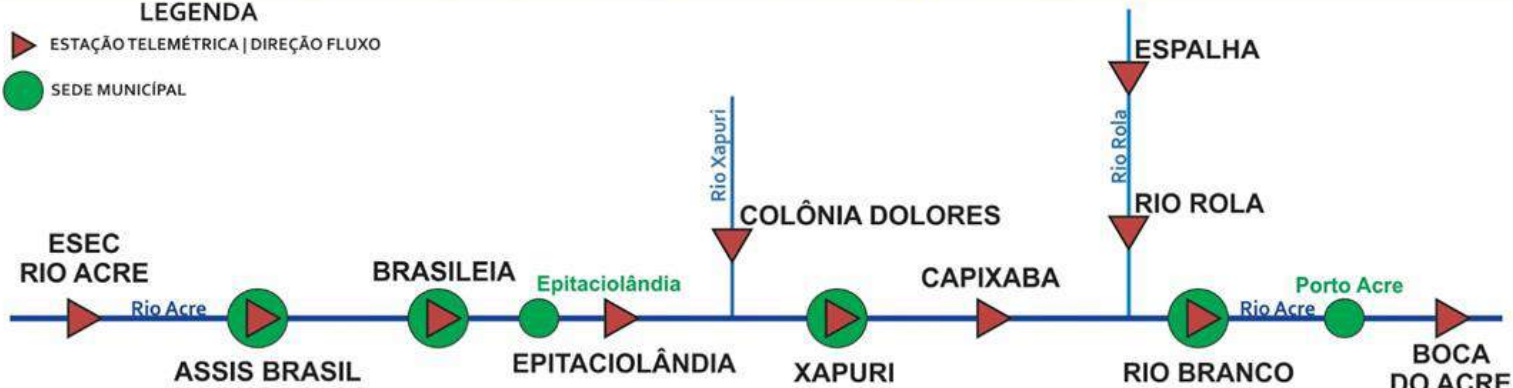 LEGENDA
ESTAÇÃO TELEMÉTRICA | DIREÇÃO FLUXO
SEDE MUNICÍPAL
ESPALHA
Rio Xapuri
Rio Rola
COLÔNIA DOLORES
RIO ROLA
ESEC
RIO ACRE
BRASILEIA
Epitaciolândia
CAPIXABA
Porto Acre
Rio Acre
Rio Acre
ASSIS BRASIL
EPITACIOLÂNDIA
XAPURI
RIO BRANCO
BOCA
DO ACRE